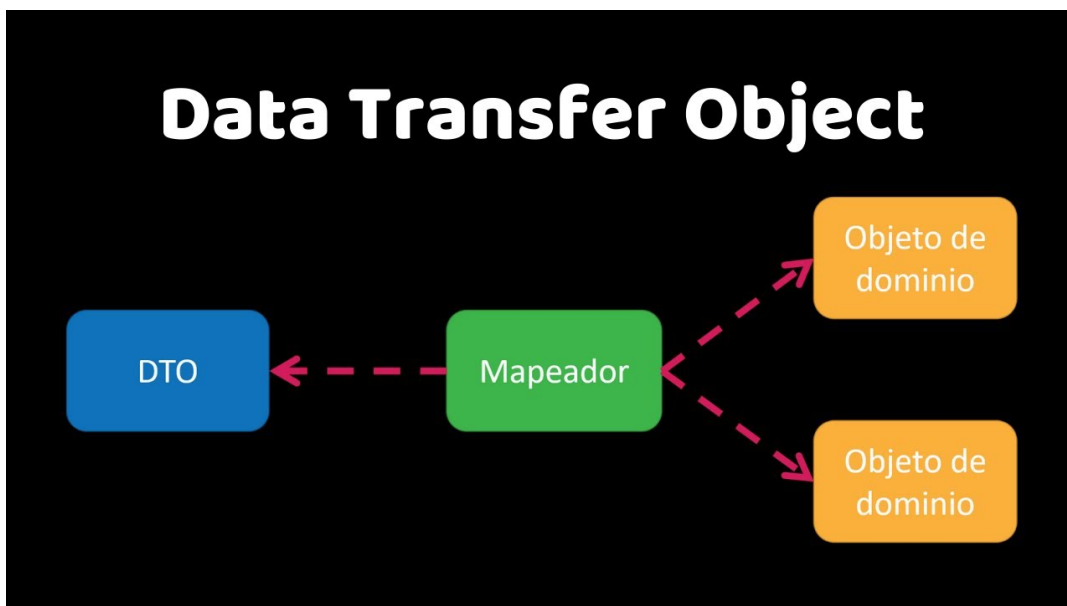 Data Transfer Object
Objeto de
dominio
DTO
Mapeador
Objeto de
dominio